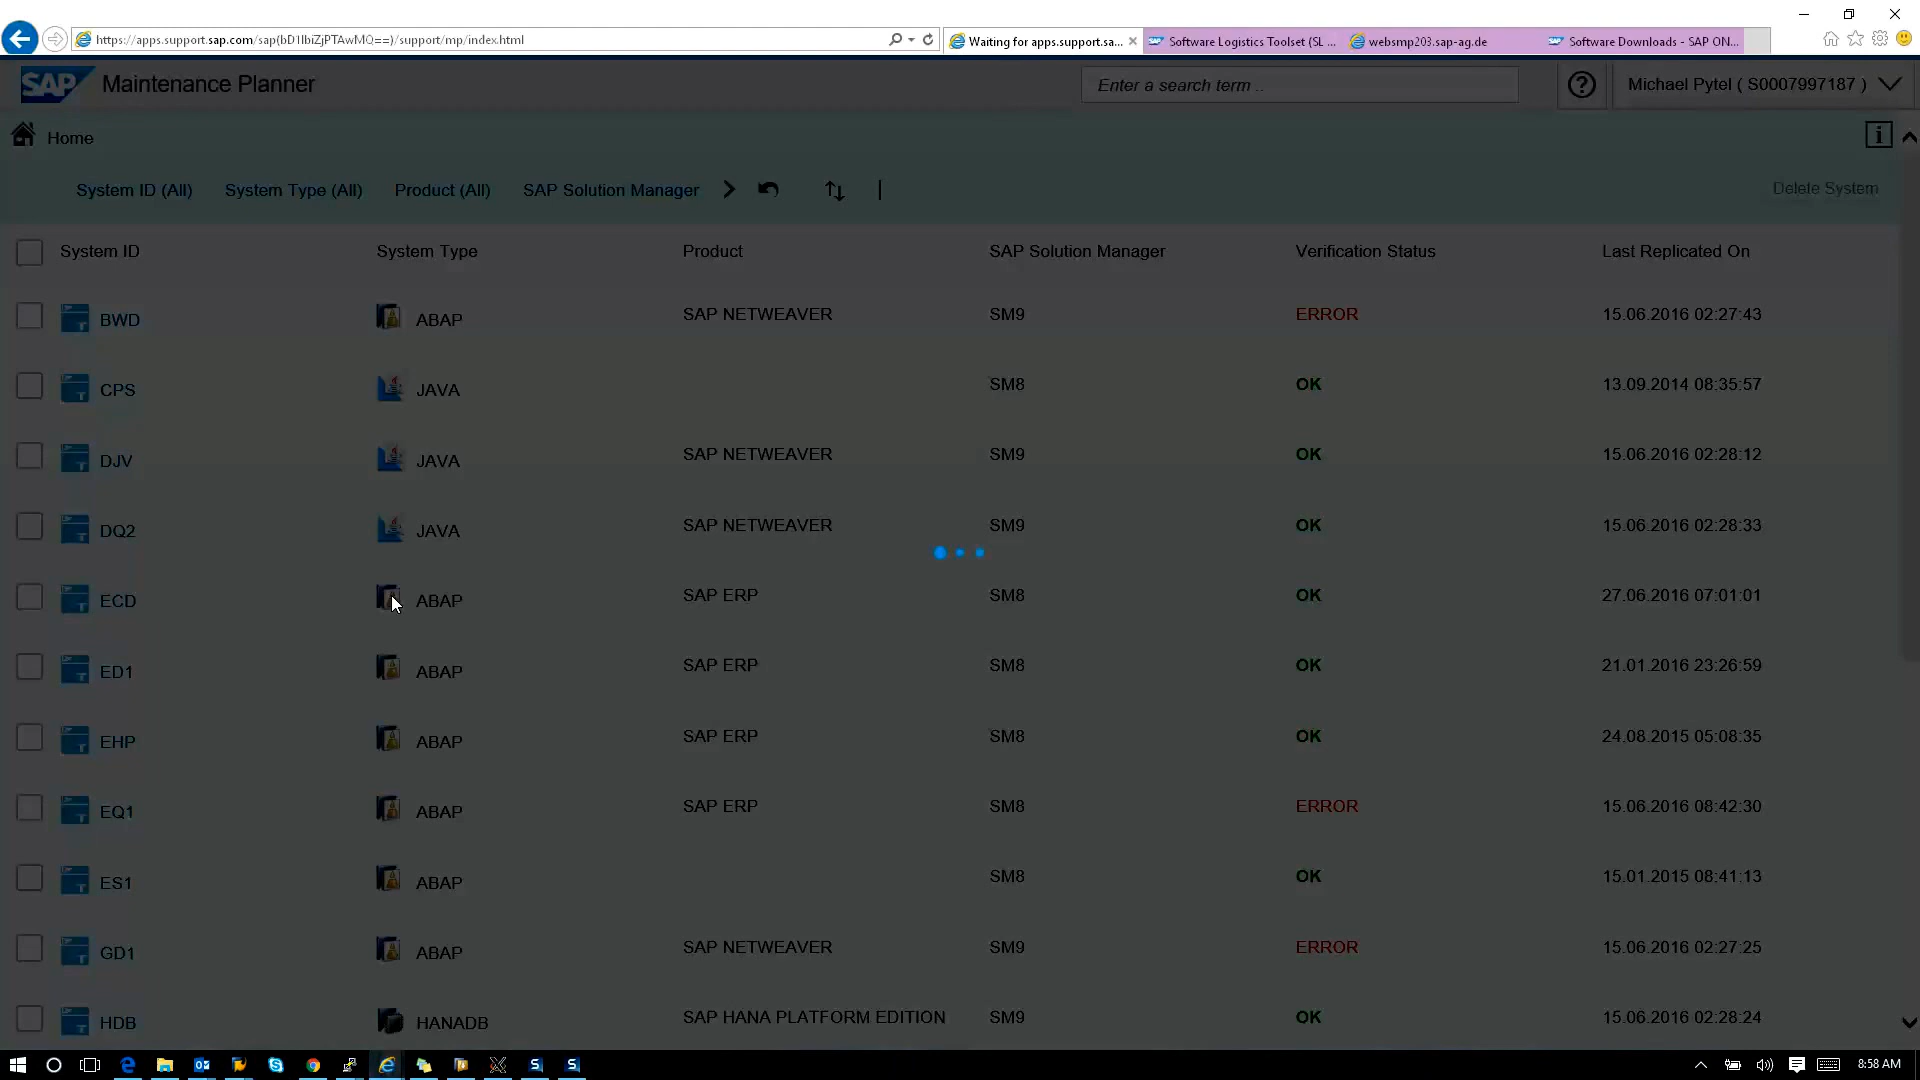 https://apps.support.sap.com/sap(bD1lbiZjPTAwMQ==)/support/mp/index.html
Waiting for apps.support.sa...
Software Logistics Toolset (SL ...
websmp203.sap-ag.de
Software Downloads - SAP ON...
SAP Maintenance Planner
Enter a search term ..
Michael Pytel ( S0007997187 )
Home
System ID (All) System Type (All) Product (All) SAP Solution Manager
Delete System
System ID System Type Product SAP Solution Manager Verification Status Last Replicated On
BWD ABAP SAP NETWEAVER SM9 ERROR 15.06.2016 02:27:43
CPS JAVA SM8 OK 13.09.2014 08:35:57
DJV JAVA SAP NETWEAVER SM9 OK 15.06.2016 02:28:12
DQ2 JAVA SAP NETWEAVER SM9 OK 15.06.2016 02:28:33
ECD ABAP SAP ERP SM8 OK 27.06.2016 07:01:01
ED1 ABAP SAP ERP SM8 OK 21.01.2016 23:26:59
EHP ABAP SAP ERP SM8 OK 24.08.2015 05:08:35
EQ1 ABAP SAP ERP SM8 ERROR 15.06.2016 08:42:30
ES1 ABAP SM8 OK 15.01.2015 08:41:13
GD1 ABAP SAP NETWEAVER SM9 ERROR 15.06.2016 02:27:25
HDB HANADB SAP HANA PLATFORM EDITION SM9 OK 15.06.2016 02:28:24
8:58 AM